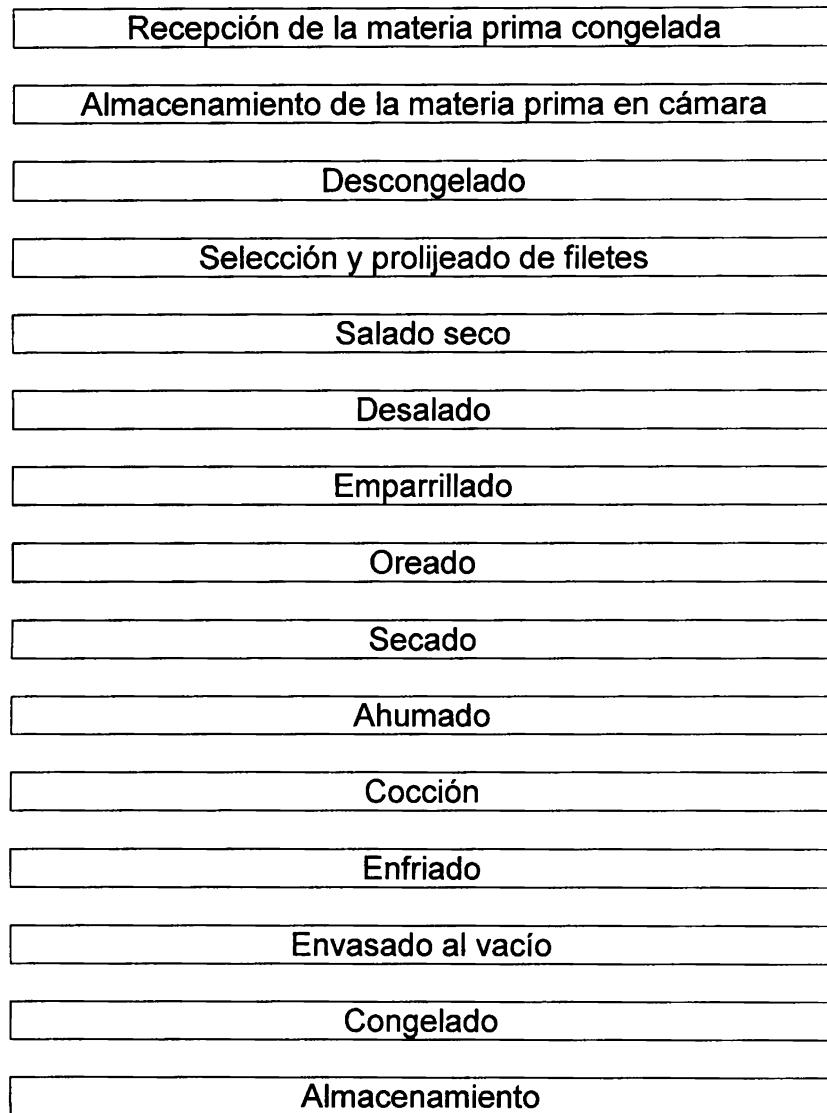 Recepción de la materia prima congelada
Almacenamiento de la materia prima en cámara
Descongelado
Selección y prolijeado de filetes
Salado seco
Desalado
Emparrillado
Oreado
Secado
Ahumado
Cocción
Enfriado
Envasado al vacío
Congelado
Almacenamiento